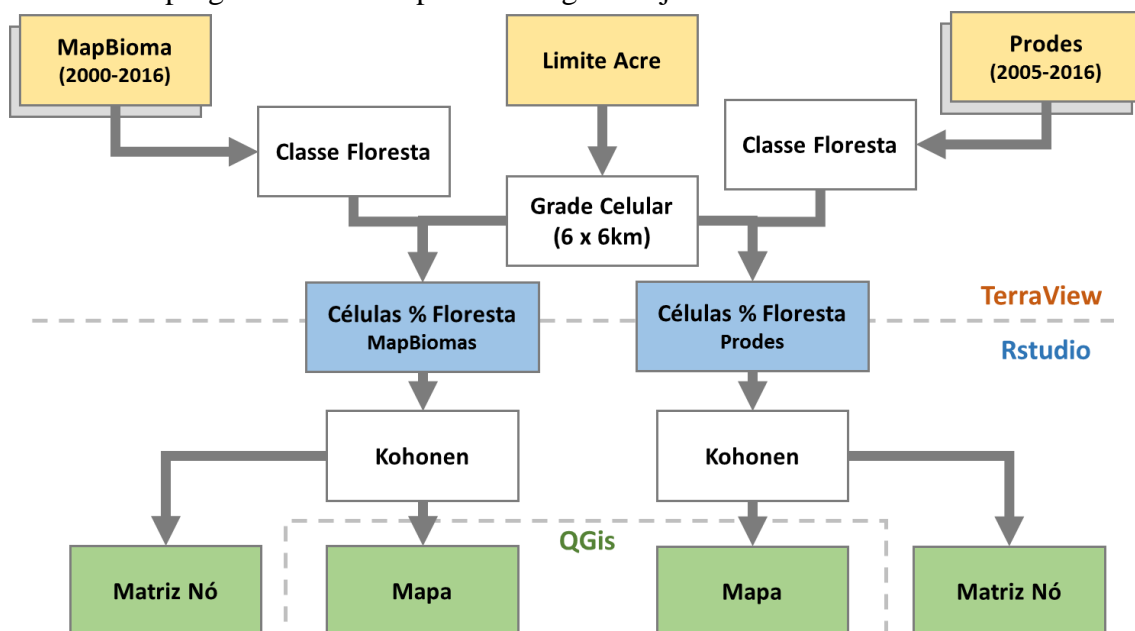 MapBioma
(2000-2016)
Limite Acre
Prodes
(2005-2016)
Classe Floresta
Classe Floresta
Grade Celular
(6 x 6km)
Células % Floresta
MapBiomas
Células % Floresta
Prodes
TerraView
Rstudio
Kohonen
Kohonen
QGis
Matriz Nó
Mapa
Mapa
Matriz Nó